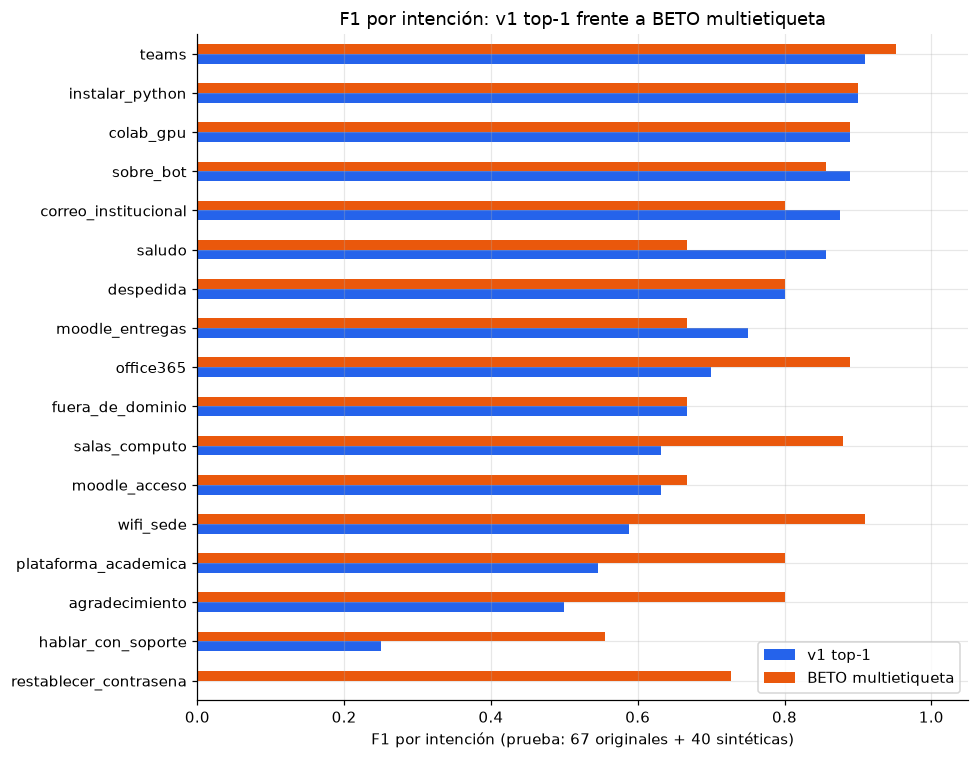 F1 por intención: v1 top-1 frente a BETO multietiqueta
teams
instalar_python
colab_gpu
sobre_bot
correo_institucional
saludo
despedida
moodle_entregas
office365
fuera_de_dominio
salas_computo
moodle_acceso
wifi_sede
plataforma_academica
agradecimiento
hablar_con_soporte
restablecer_contrasena
v1 top-1
BETO multietiqueta
0.0 0.2 0.4 0.6 0.8 1.0
F1 por intención (prueba: 67 originales + 40 sintéticas)